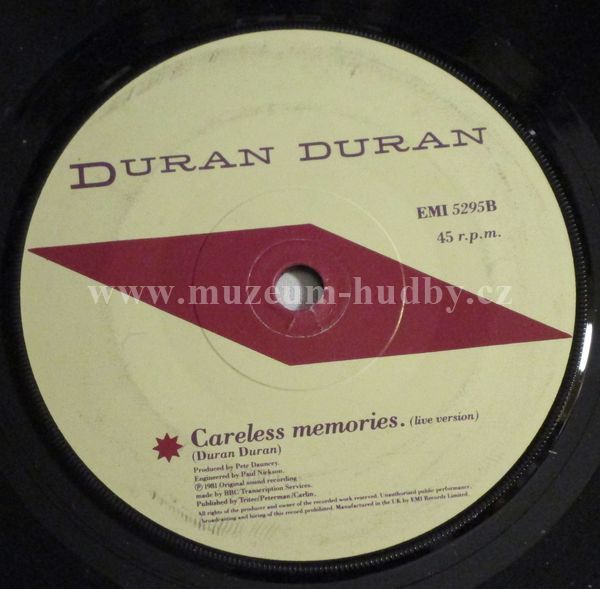 DURAN DURAN
EMI 5295B
45 r.p.m.
www.muzeum-hudby.cz
Careless memories. (live version)
(Duran Duran)
Produced by Pete Dauncey.
Engineered by Paul Nickson.
Ⓟ 1981 Original sound recording
made by BBC Transcription Services.
Published by Tritec/Peterman/Carlin.
All rights of the producer and owner of the recorded work reserved. Unauthorised public performance,
broadcasting and hiring of this record prohibited. Manufactured in the UK by EMI Records Limited.